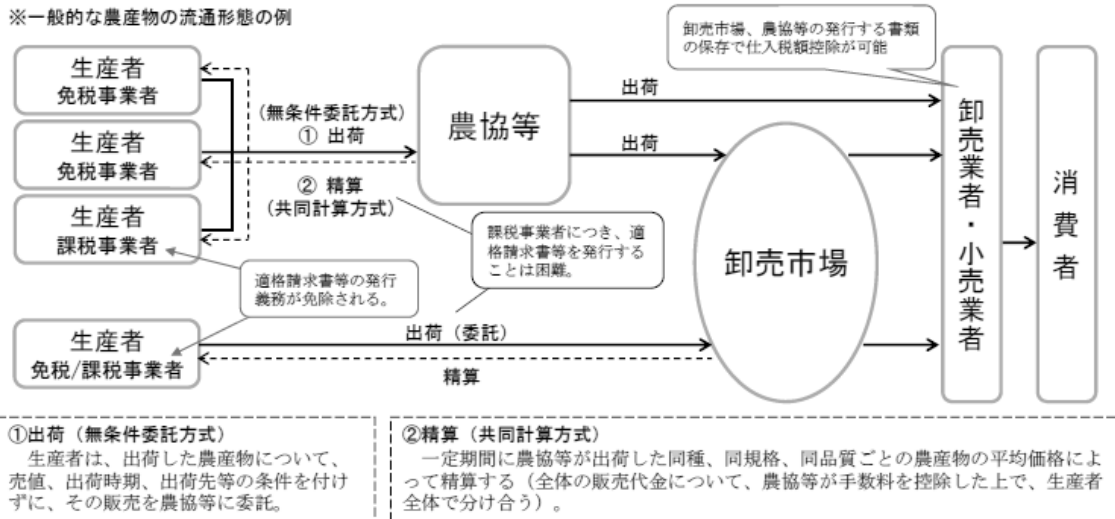 ※一般的な農産物の流通形態の例
卸売市場、農協等の発行する書類
の保存で仕入税額控除が可能
生産者
免税事業者
生産者
免税事業者
生産者
課税事業者
(無条件委託方式)
① 出荷
② 精算
(共同計算方式)
農協等
出荷
出荷
課税事業者につき、適
格請求書等を発行する
ことは困難。
適格請求書等の発行
義務が免除される。
卸売市場
卸売業者・小売業者
消費者
生産者
免税/課税事業者
出荷(委託)
精算
①出荷(無条件委託方式)
生産者は、出荷した農産物について、
売値、出荷時期、出荷先等の条件を付け
ずに、その販売を農協等に委託。
②精算(共同計算方式)
一定期間に農協等が出荷した同種、同規格、同品質ごとの農産物の平均価格によ
って精算する(全体の販売代金について、農協等が手数料を控除した上で、生産者
全体で分け合う)。